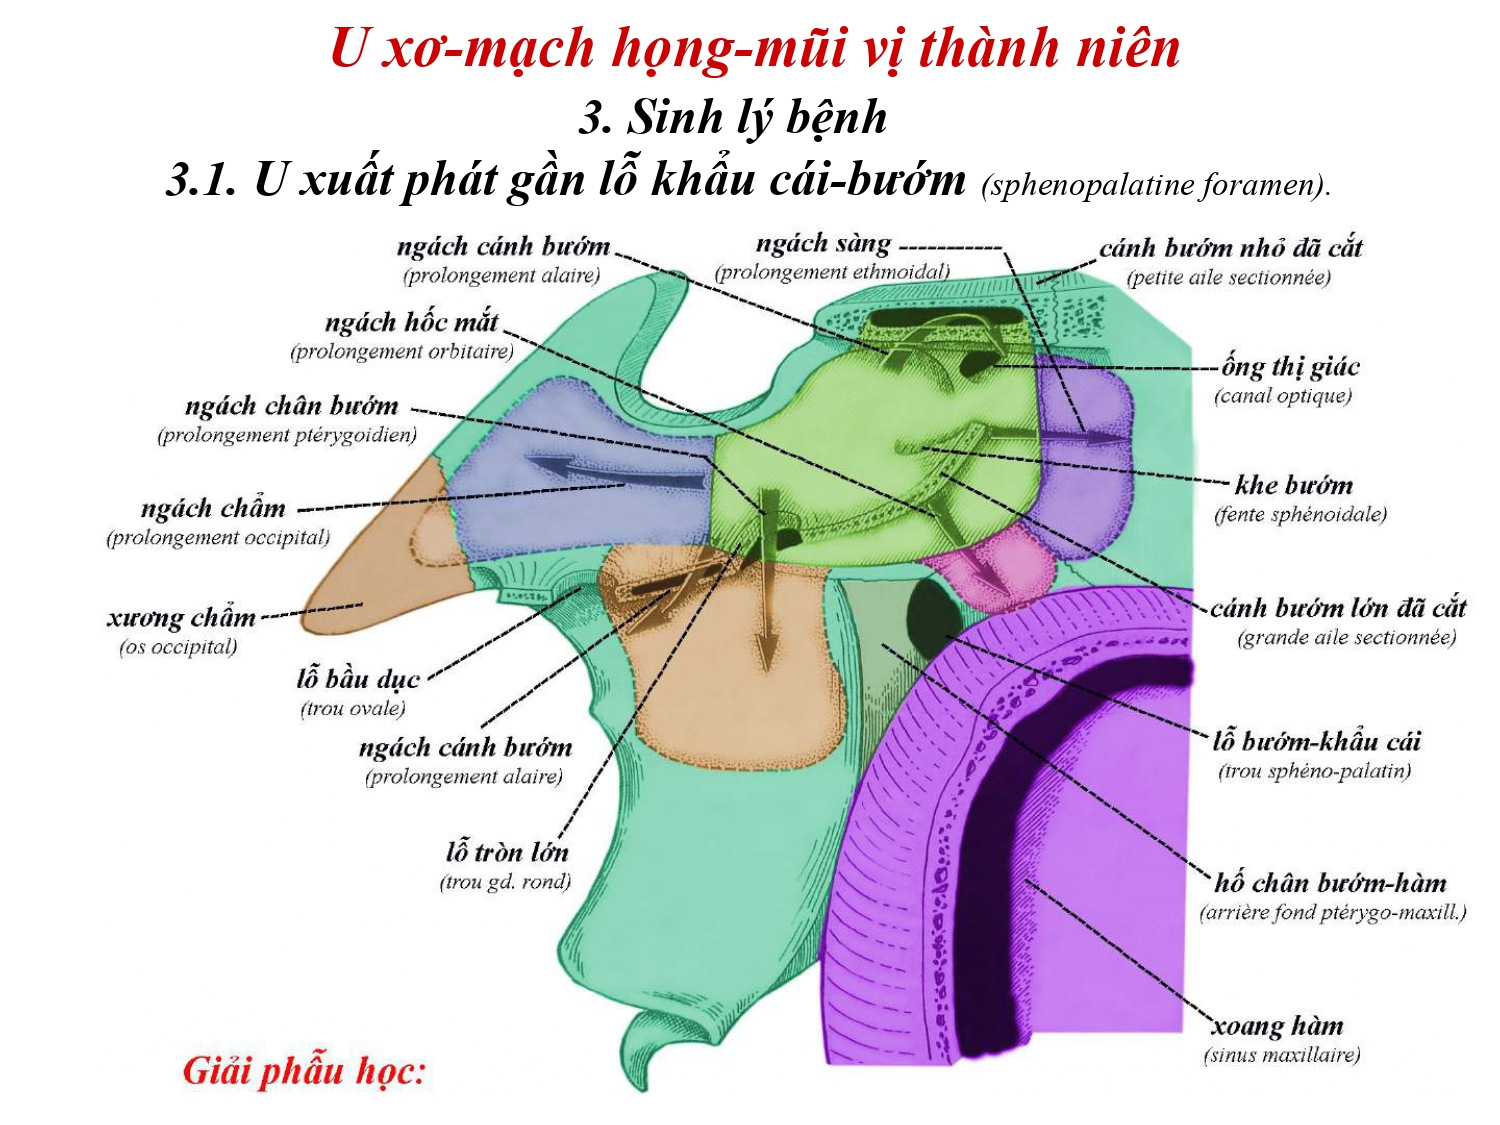 U xơ-mạch họng-mũi vị thành niên
3. Sinh lý bệnh
3.1. U xuất phát gần lỗ khẩu cái-bướm (sphenopalatine foramen).
ngách cánh bướm
(prolongement alaire)
ngách sàng
(prolongement ethmoidal)
cánh bướm nhỏ đã cắt
(petite aile sectionnée)
ngách hốc mắt
(prolongement orbitaire)
ống thị giác
(canal optique)
ngách chân bướm
(prolongement ptérygoidien)
khe bướm
(fente sphénoidale)
ngách chẩm
(prolongement occipital)
cánh bướm lớn đã cắt
(grande aile sectionnée)
xương chẩm
(os occipital)
lỗ bầu dục
(trou ovale)
ngách cánh bướm
(prolongement alaire)
lỗ bướm-khẩu cái
(trou sphéno-palatin)
lỗ tròn lớn
(trou gd. rond)
hố chân bướm-hàm
(arrière fond ptérygo-maxill.)
xoang hàm
(sinus maxillaire)
Giải phẫu học: